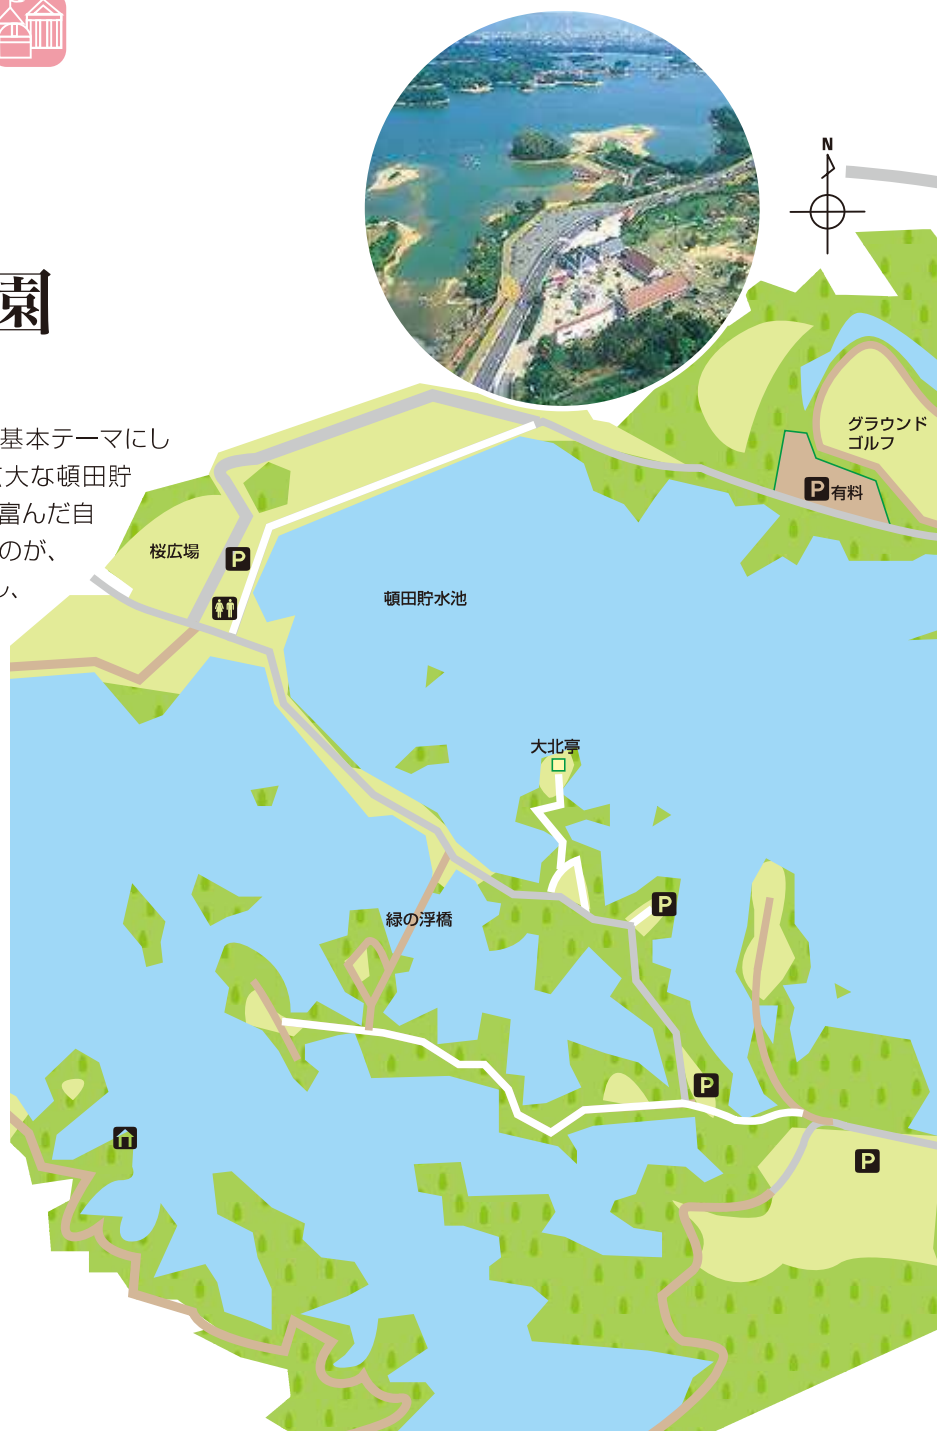 園
基本テーマにし
大な頓田貯
富んだ自
のが、
し、
N
グラウンド
ゴルフ
P有料
桜広場
P
頓田貯水池
大北亭
P
緑の浮橋
P
P